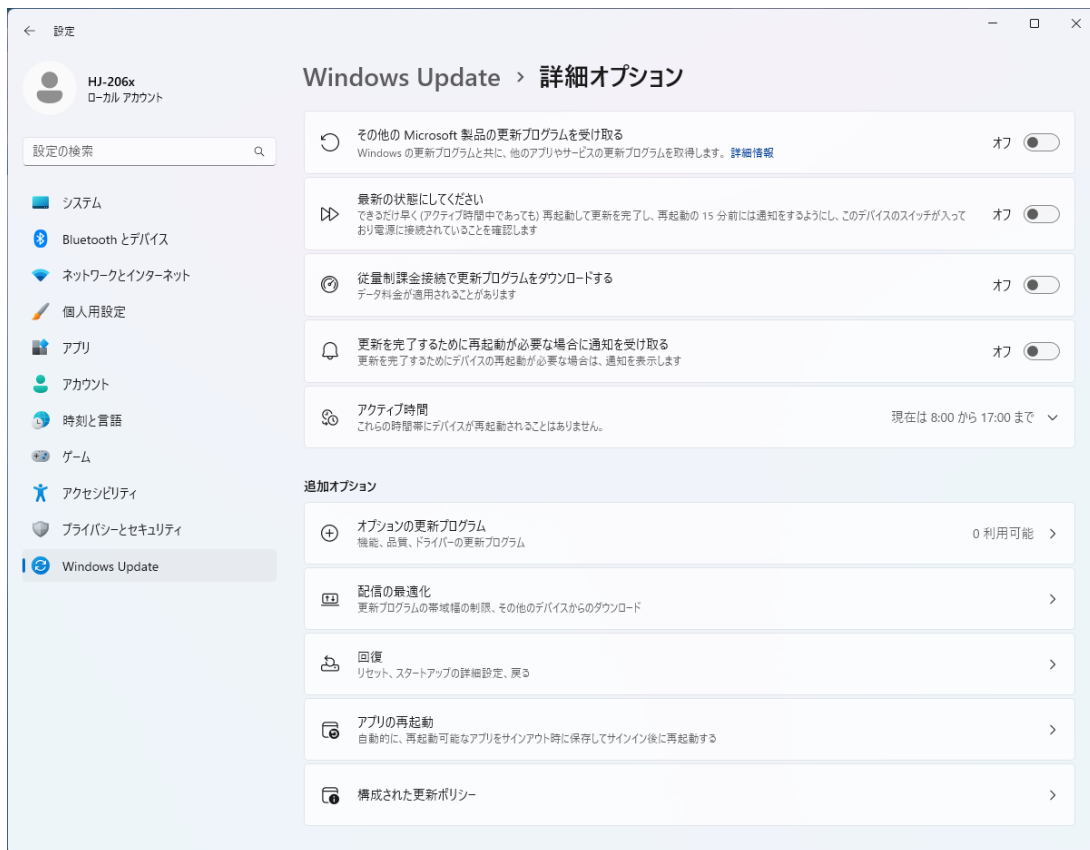 設定
HJ-206x
ローカル アカウント
設定の検索
システム
Bluetooth とデバイス
ネットワークとインターネット
個人用設定
アプリ
アカウント
時刻と言語
ゲーム
アクセシビリティ
プライバシーとセキュリティ
Windows Update
Windows Update › 詳細オプション
その他の Microsoft 製品の更新プログラムを受け取る
Windows の更新プログラムと共に、他のアプリやサービスの更新プログラムを取得します。 詳細情報
オフ
最新の状態にしてください
できるだけ早く (アクティブ時間中であっても) 再起動して更新を完了し、再起動の 15 分前には通知をするようにし、このデバイスのスイッチが入って
おり電源に接続されていることを確認します
オフ
従量制課金接続で更新プログラムをダウンロードする
データ料金が適用されることがあります
オフ
更新を完了するために再起動が必要な場合に通知を受け取る
更新を完了するためにデバイスの再起動が必要な場合は、通知を表示します
オフ
アクティブ時間
これらの時間帯にデバイスが再起動されることはありません。
現在は 8:00 から 17:00 まで
追加オプション
オプションの更新プログラム
機能、品質、ドライバーの更新プログラム
0 利用可能
配信の最適化
更新プログラムの帯域幅の制限、その他のデバイスからのダウンロード
回復
リセット、スタートアップの詳細設定、戻る
アプリの再起動
自動的に、再起動可能なアプリをサインアウト時に保存してサインイン後に再起動する
構成された更新ポリシー